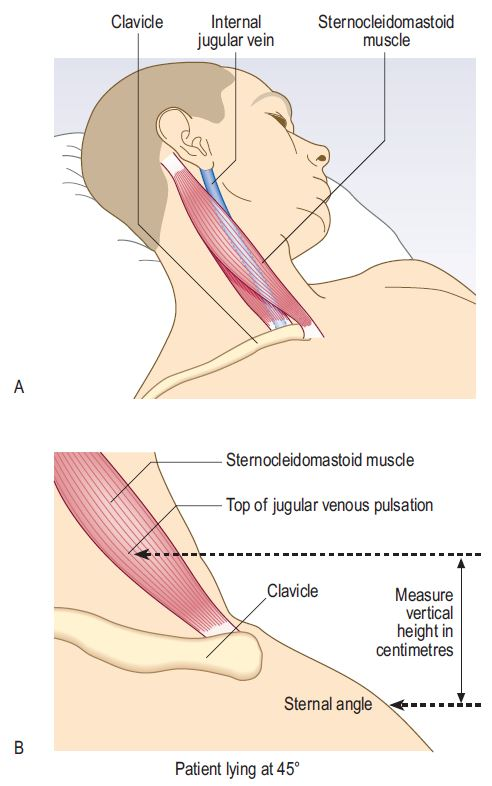 Clavicle
Internal
jugular vein
Sternocleidomastoid
muscle
A
Sternocleidomastoid muscle
Top of jugular venous pulsation
Clavicle
Measure
vertical
height in
centimetres
Sternal angle
B
Patient lying at 45°